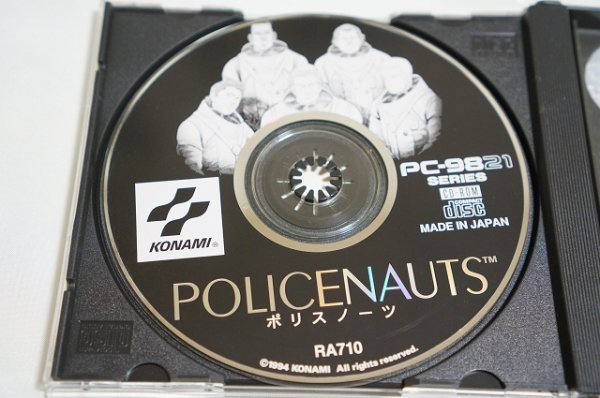 PC-9821
SERIES
CD-ROM
COMPACT
disc
MADE IN JAPAN
KONAMI®
POLICENAUTS™
ポリスノーツ
RA710
©1994 KONAMI All rights reserved.